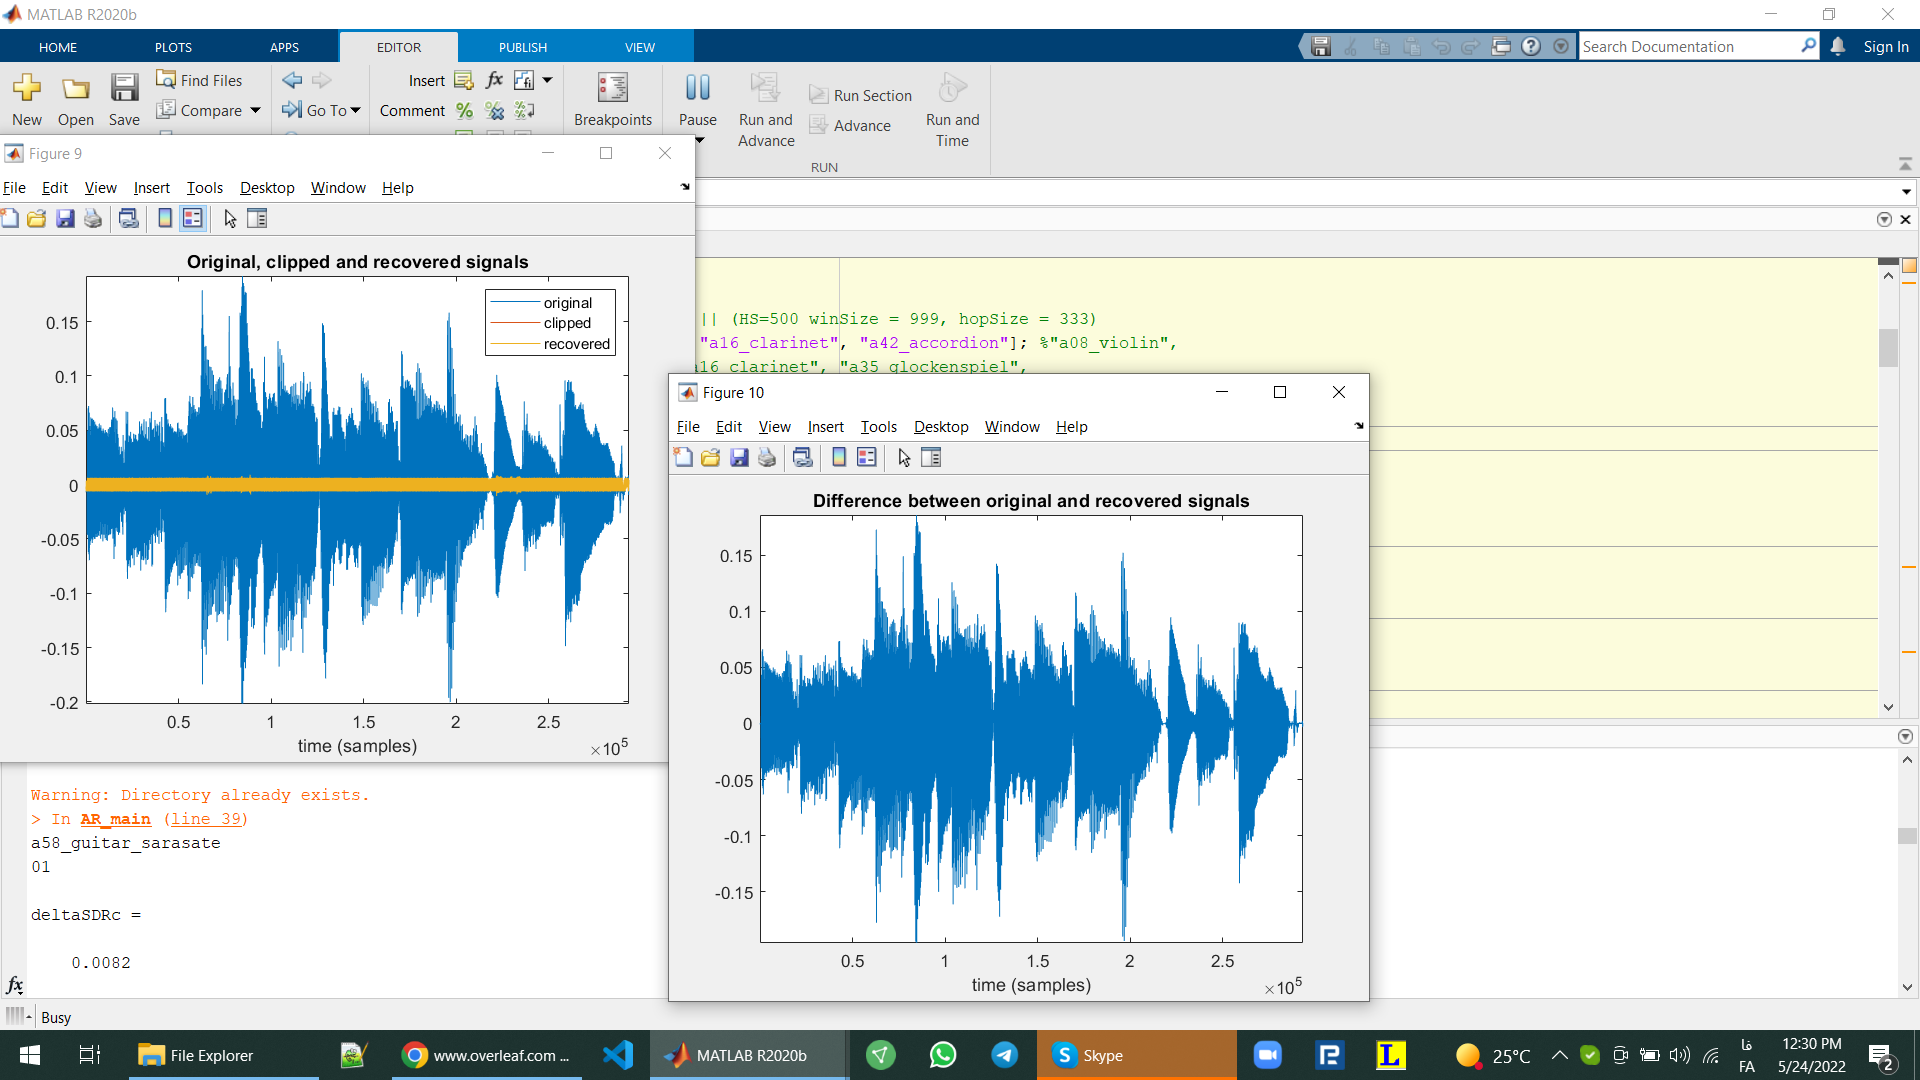 MATLAB R2020b
HOME PLOTS APPS EDITOR PUBLISH VIEW
Search Documentation
Sign In
New
Open
Save
Find Files
Compare
Go To
Insert
Comment
Breakpoints
Pause
Run and Advance
Run Section
Advance
Run and Time
RUN
Figure 9
File Edit View Insert Tools Desktop Window Help
Original, clipped and recovered signals
original
clipped
recovered
0.15
0.1
0.05
0
-0.05
-0.1
-0.15
-0.2
0.5 1 1.5 2 2.5
time (samples)
×10⁵
|| (HS=500 winSize = 999, hopSize = 333)
"a16_clarinet", "a42_accordion"]; %"a08_violin",
a16_clarinet", "a35_glockenspiel",
Figure 10
File Edit View Insert Tools Desktop Window Help
Difference between original and recovered signals
0.15
0.1
0.05
0
-0.05
-0.1
-0.15
0.5 1 1.5 2 2.5
time (samples)
×10⁵
Warning: Directory already exists.
> In AR_main (line 39)
a58_guitar_sarasate
01
deltaSDRc =
0.0082
fx
Busy
File Explorer
www.overleaf.com ...
MATLAB R2020b
Skype
25°C
فا
FA
12:30 PM
5/24/2022
2